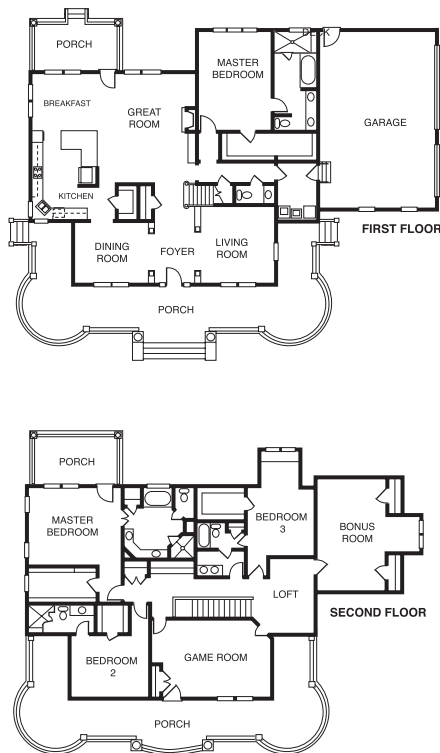 PORCH
MASTER
BEDROOM
BREAKFAST
GREAT
ROOM
GARAGE
KITCHEN
FIRST FLOOR
DINING
ROOM
FOYER
LIVING
ROOM
PORCH
PORCH
MASTER
BEDROOM
BEDROOM
3
BONUS
ROOM
LOFT
SECOND FLOOR
BEDROOM
2
GAME ROOM
PORCH